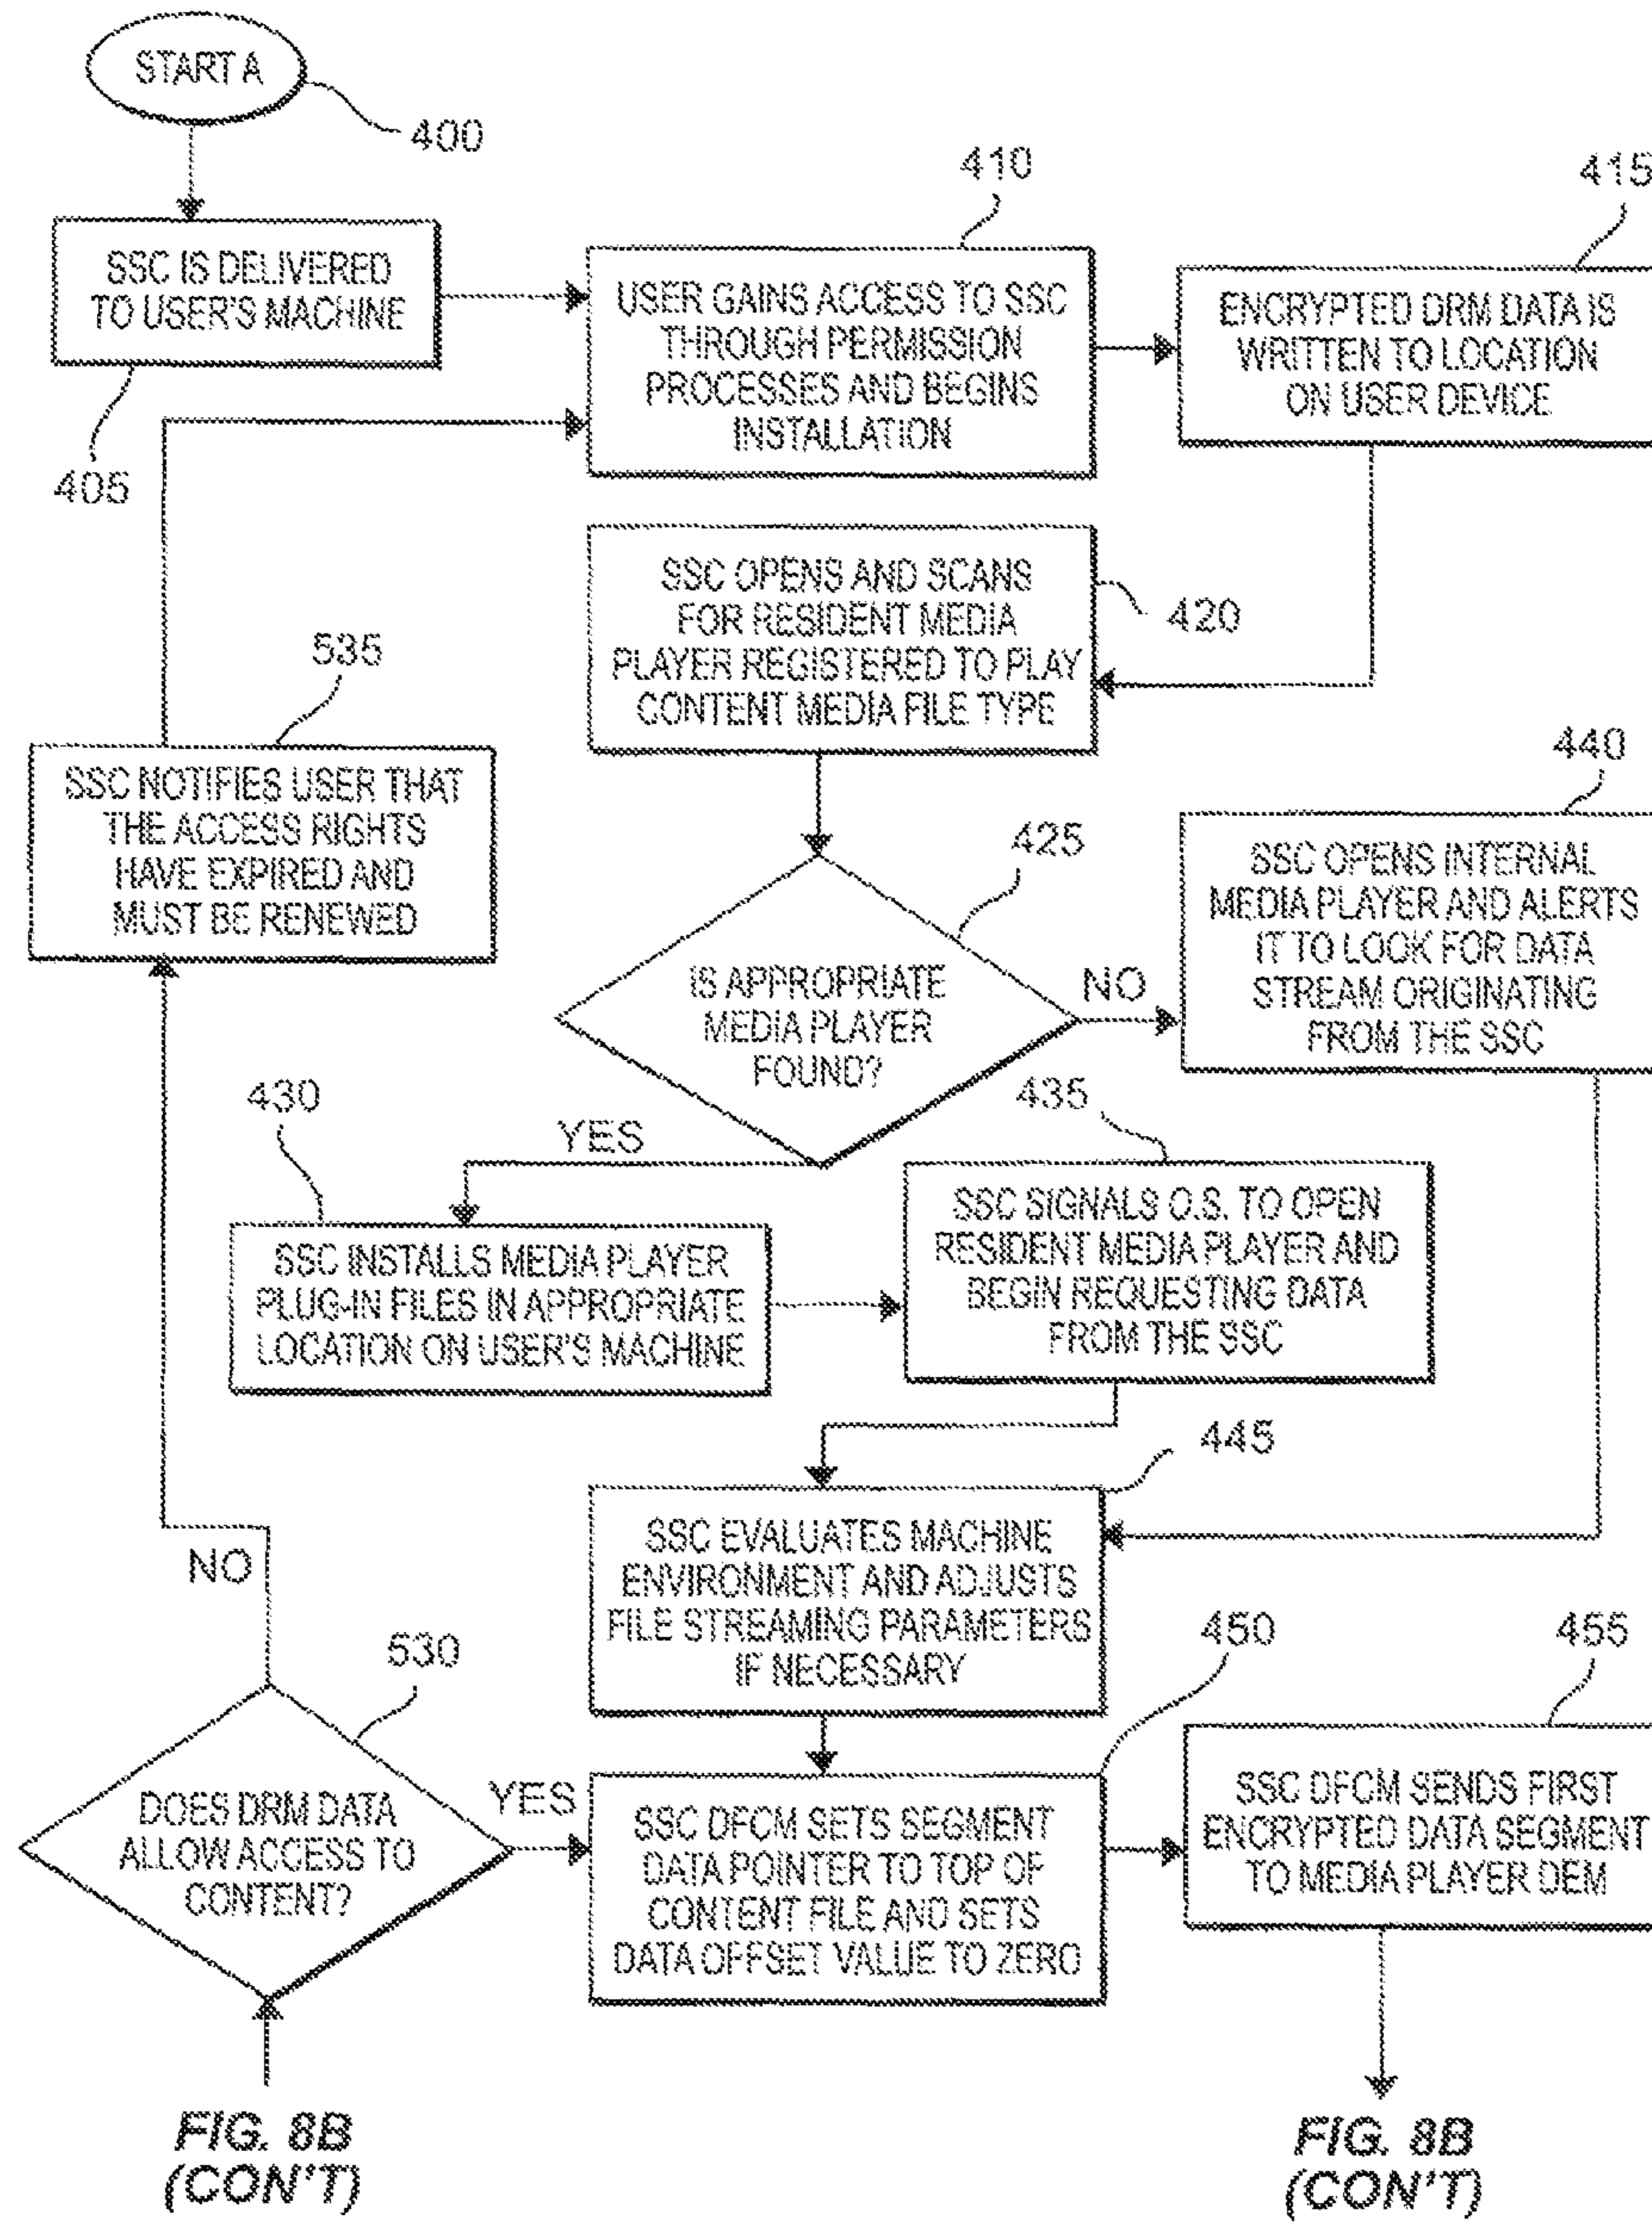 START A
400
SSC IS DELIVERED
TO USER'S MACHINE
405
410
USER GAINS ACCESS TO SSC
THROUGH PERMISSION
PROCESSES AND BEGINS
INSTALLATION
415
ENCRYPTED DRM DATA IS
WRITTEN TO LOCATION
ON USER DEVICE
SSC OPENS AND SCANS
FOR RESIDENT MEDIA
PLAYER REGISTERED TO PLAY
CONTENT MEDIA FILE TYPE
420
535
SSC NOTIFIES USER THAT
THE ACCESS RIGHTS
HAVE EXPIRED AND
MUST BE RENEWED
425
IS APPROPRIATE
MEDIA PLAYER
FOUND?
NO
440
SSC OPENS INTERNAL
MEDIA PLAYER AND ALERTS
IT TO LOOK FOR DATA
STREAM ORIGINATING
FROM THE SSC
YES
430
SSC INSTALLS MEDIA PLAYER
PLUG-IN FILES IN APPROPRIATE
LOCATION ON USER'S MACHINE
435
SSC SIGNALS O.S. TO OPEN
RESIDENT MEDIA PLAYER AND
BEGIN REQUESTING DATA
FROM THE SSC
445
SSC EVALUATES MACHINE
ENVIRONMENT AND ADJUSTS
FILE STREAMING PARAMETERS
IF NECESSARY
NO
530
DOES DRM DATA
ALLOW ACCESS TO
CONTENT?
YES
450
SSC DFCM SETS SEGMENT
DATA POINTER TO TOP OF
CONTENT FILE AND SETS
DATA OFFSET VALUE TO ZERO
455
SSC DFCM SENDS FIRST
ENCRYPTED DATA SEGMENT
TO MEDIA PLAYER DEM
FIG. 8B
(CON'T)
FIG. 8B
(CON'T)